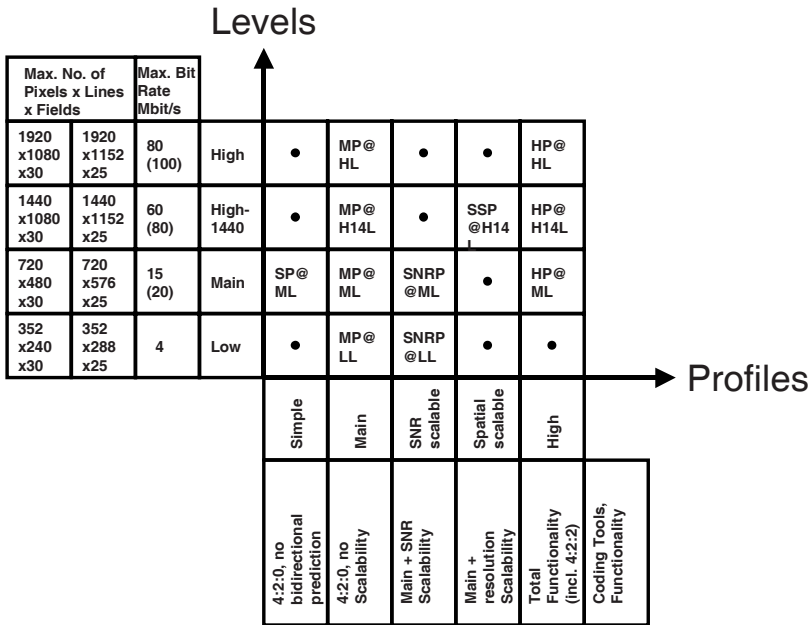 Levels
Max. No. of
Pixels x Lines
x Fields
Max. Bit
Rate
Mbit/s
1920
x1080
x30
1920
x1152
x25
80
(100)
High
•
MP@
HL
•
•
HP@
HL
1440
x1080
x30
1440
x1152
x25
60
(80)
High-
1440
•
MP@
H14L
•
SSP
@H14
L
HP@
H14L
720
x480
x30
720
x576
x25
15
(20)
Main
SP@
ML
MP@
ML
SNRP
@ML
•
HP@
ML
352
x240
x30
352
x288
x25
4
Low
•
MP@
LL
SNRP
@LL
•
•
Profiles
Simple
Main
SNR
scalable
Spatial
scalable
High
4:2:0, no
bidirectional
prediction
4:2:0, no
Scalability
Main + SNR
Scalability
Main +
resolution
Scalability
Total
Functionality
(incl. 4:2:2)
Coding Tools,
Functionality